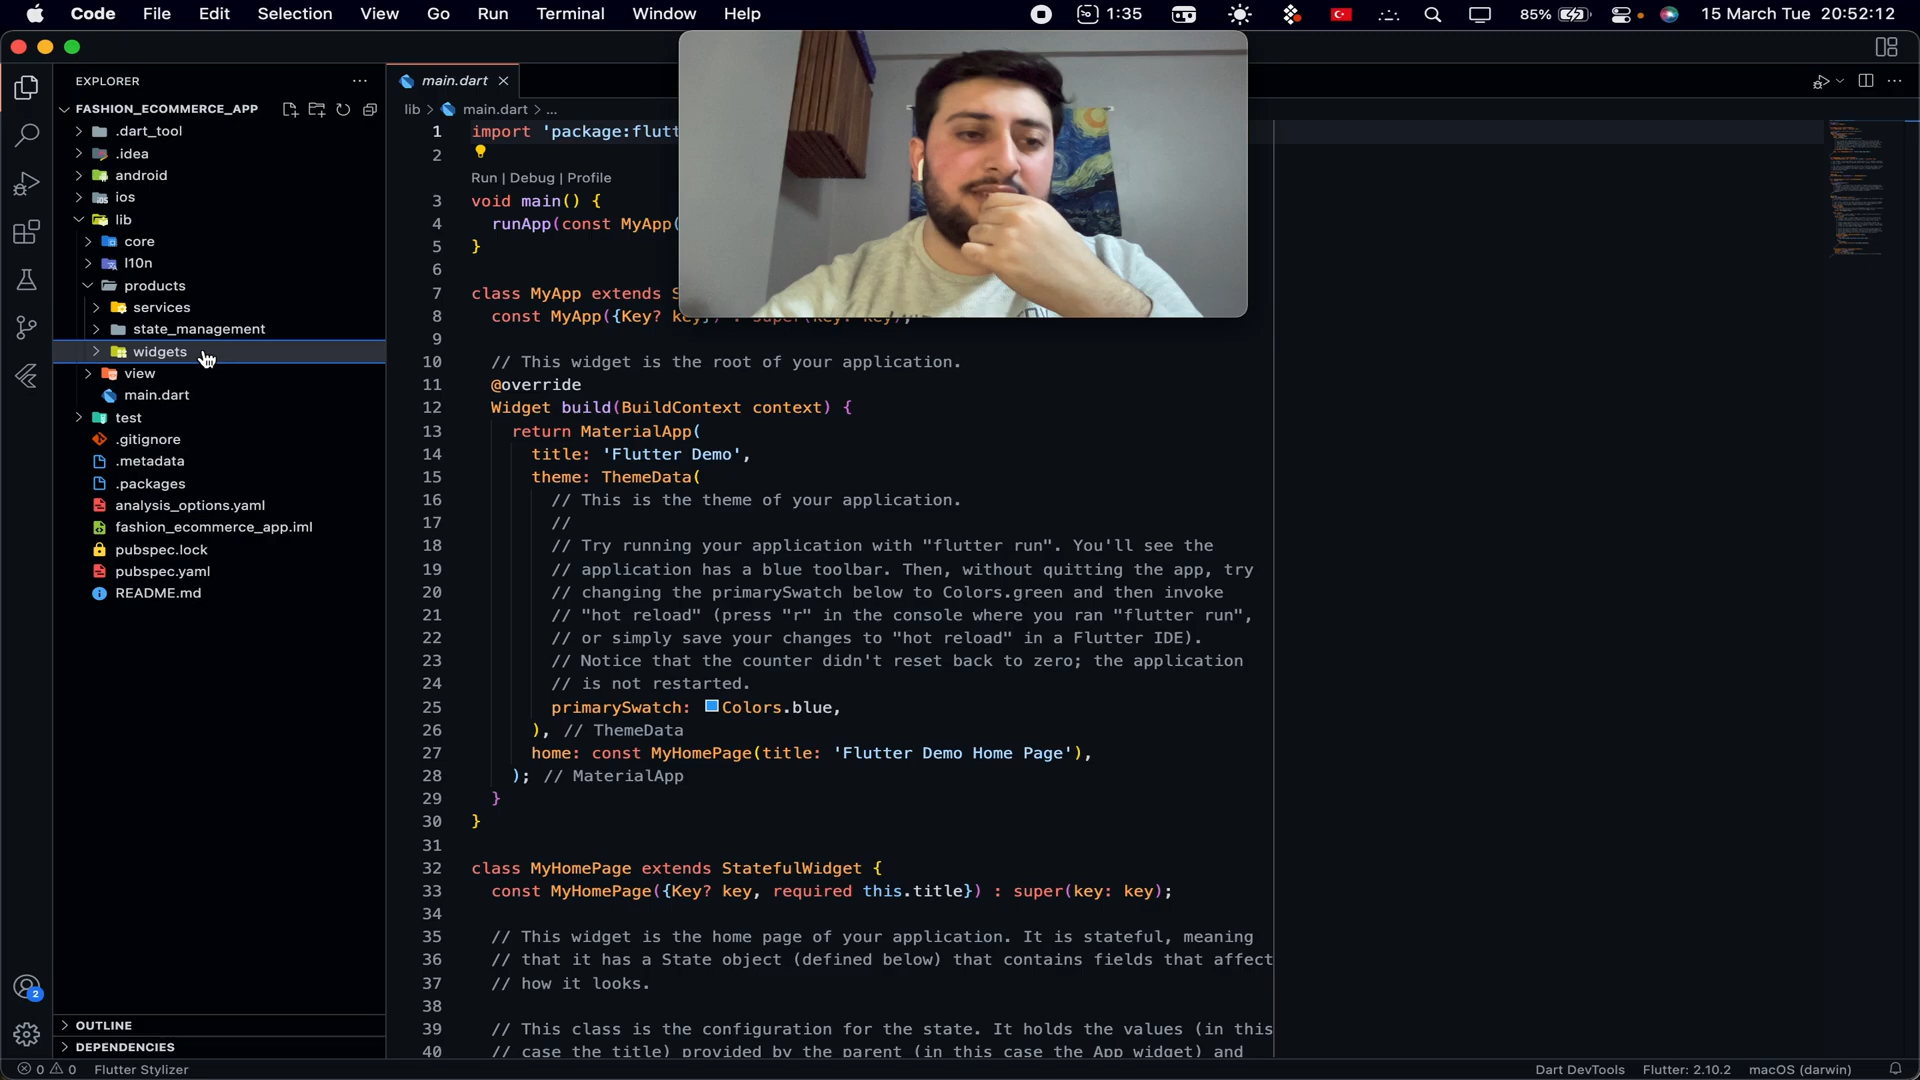 Code File Edit Selection View Go Run Terminal Window Help 1:35 85% 15 March Tue 20:52:12
EXPLORER
FASHION_ECOMMERCE_APP
.dart_tool
.idea
android
ios
lib
core
l10n
products
services
state_management
widgets
view
main.dart
test
.gitignore
.metadata
.packages
analysis_options.yaml
fashion_ecommerce_app.iml
pubspec.lock
pubspec.yaml
README.md
OUTLINE
DEPENDENCIES
2
main.dart
lib > main.dart > ...
1 import 'package:flutt
2
Run | Debug | Profile
3 void main() {
4 runApp(const MyApp(
5 }
6
7 class MyApp extends S
8 const MyApp({Key? key}) : super(key: key);
9
10 // This widget is the root of your application.
11 @override
12 Widget build(BuildContext context) {
13 return MaterialApp(
14 title: 'Flutter Demo',
15 theme: ThemeData(
16 // This is the theme of your application.
17 //
18 // Try running your application with "flutter run". You'll see the
19 // application has a blue toolbar. Then, without quitting the app, try
20 // changing the primarySwatch below to Colors.green and then invoke
21 // "hot reload" (press "r" in the console where you ran "flutter run",
22 // or simply save your changes to "hot reload" in a Flutter IDE).
23 // Notice that the counter didn't reset back to zero; the application
24 // is not restarted.
25 primarySwatch: Colors.blue,
26 ), // ThemeData
27 home: const MyHomePage(title: 'Flutter Demo Home Page'),
28 ); // MaterialApp
29 }
30 }
31
32 class MyHomePage extends StatefulWidget {
33 const MyHomePage({Key? key, required this.title}) : super(key: key);
34
35 // This widget is the home page of your application. It is stateful, meaning
36 // that it has a State object (defined below) that contains fields that affect
37 // how it looks.
38
39 // This class is the configuration for the state. It holds the values (in this
40 // case the title) provided by the parent (in this case the App widget) and
0 0 Flutter Stylizer Dart DevTools Flutter: 2.10.2 macOS (darwin)